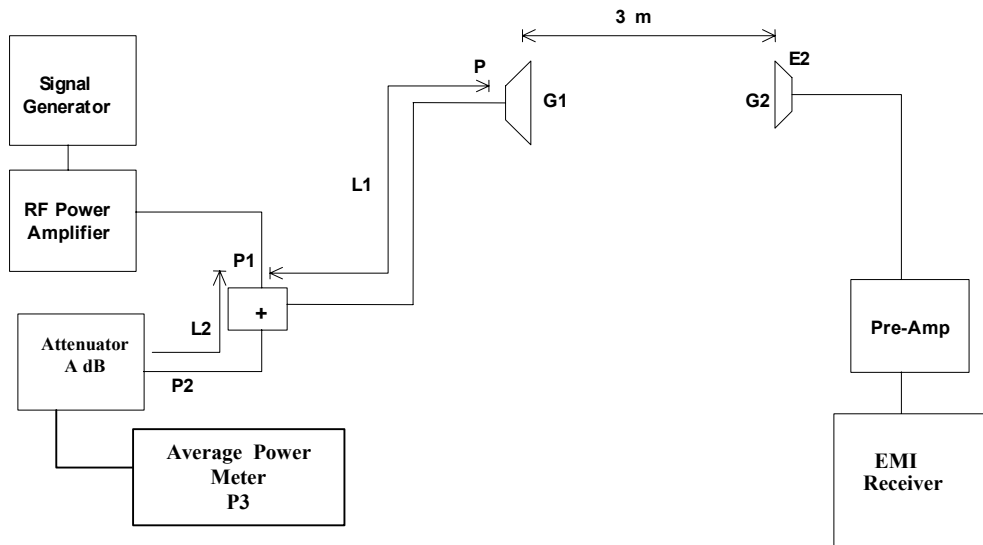 3 m
P
E2
G1
G2
Signal
Generator
L1
RF Power
Amplifier
P1
+
L2
Attenuator
A dB
P2
Pre-Amp
Average Power
Meter
P3
EMI
Receiver